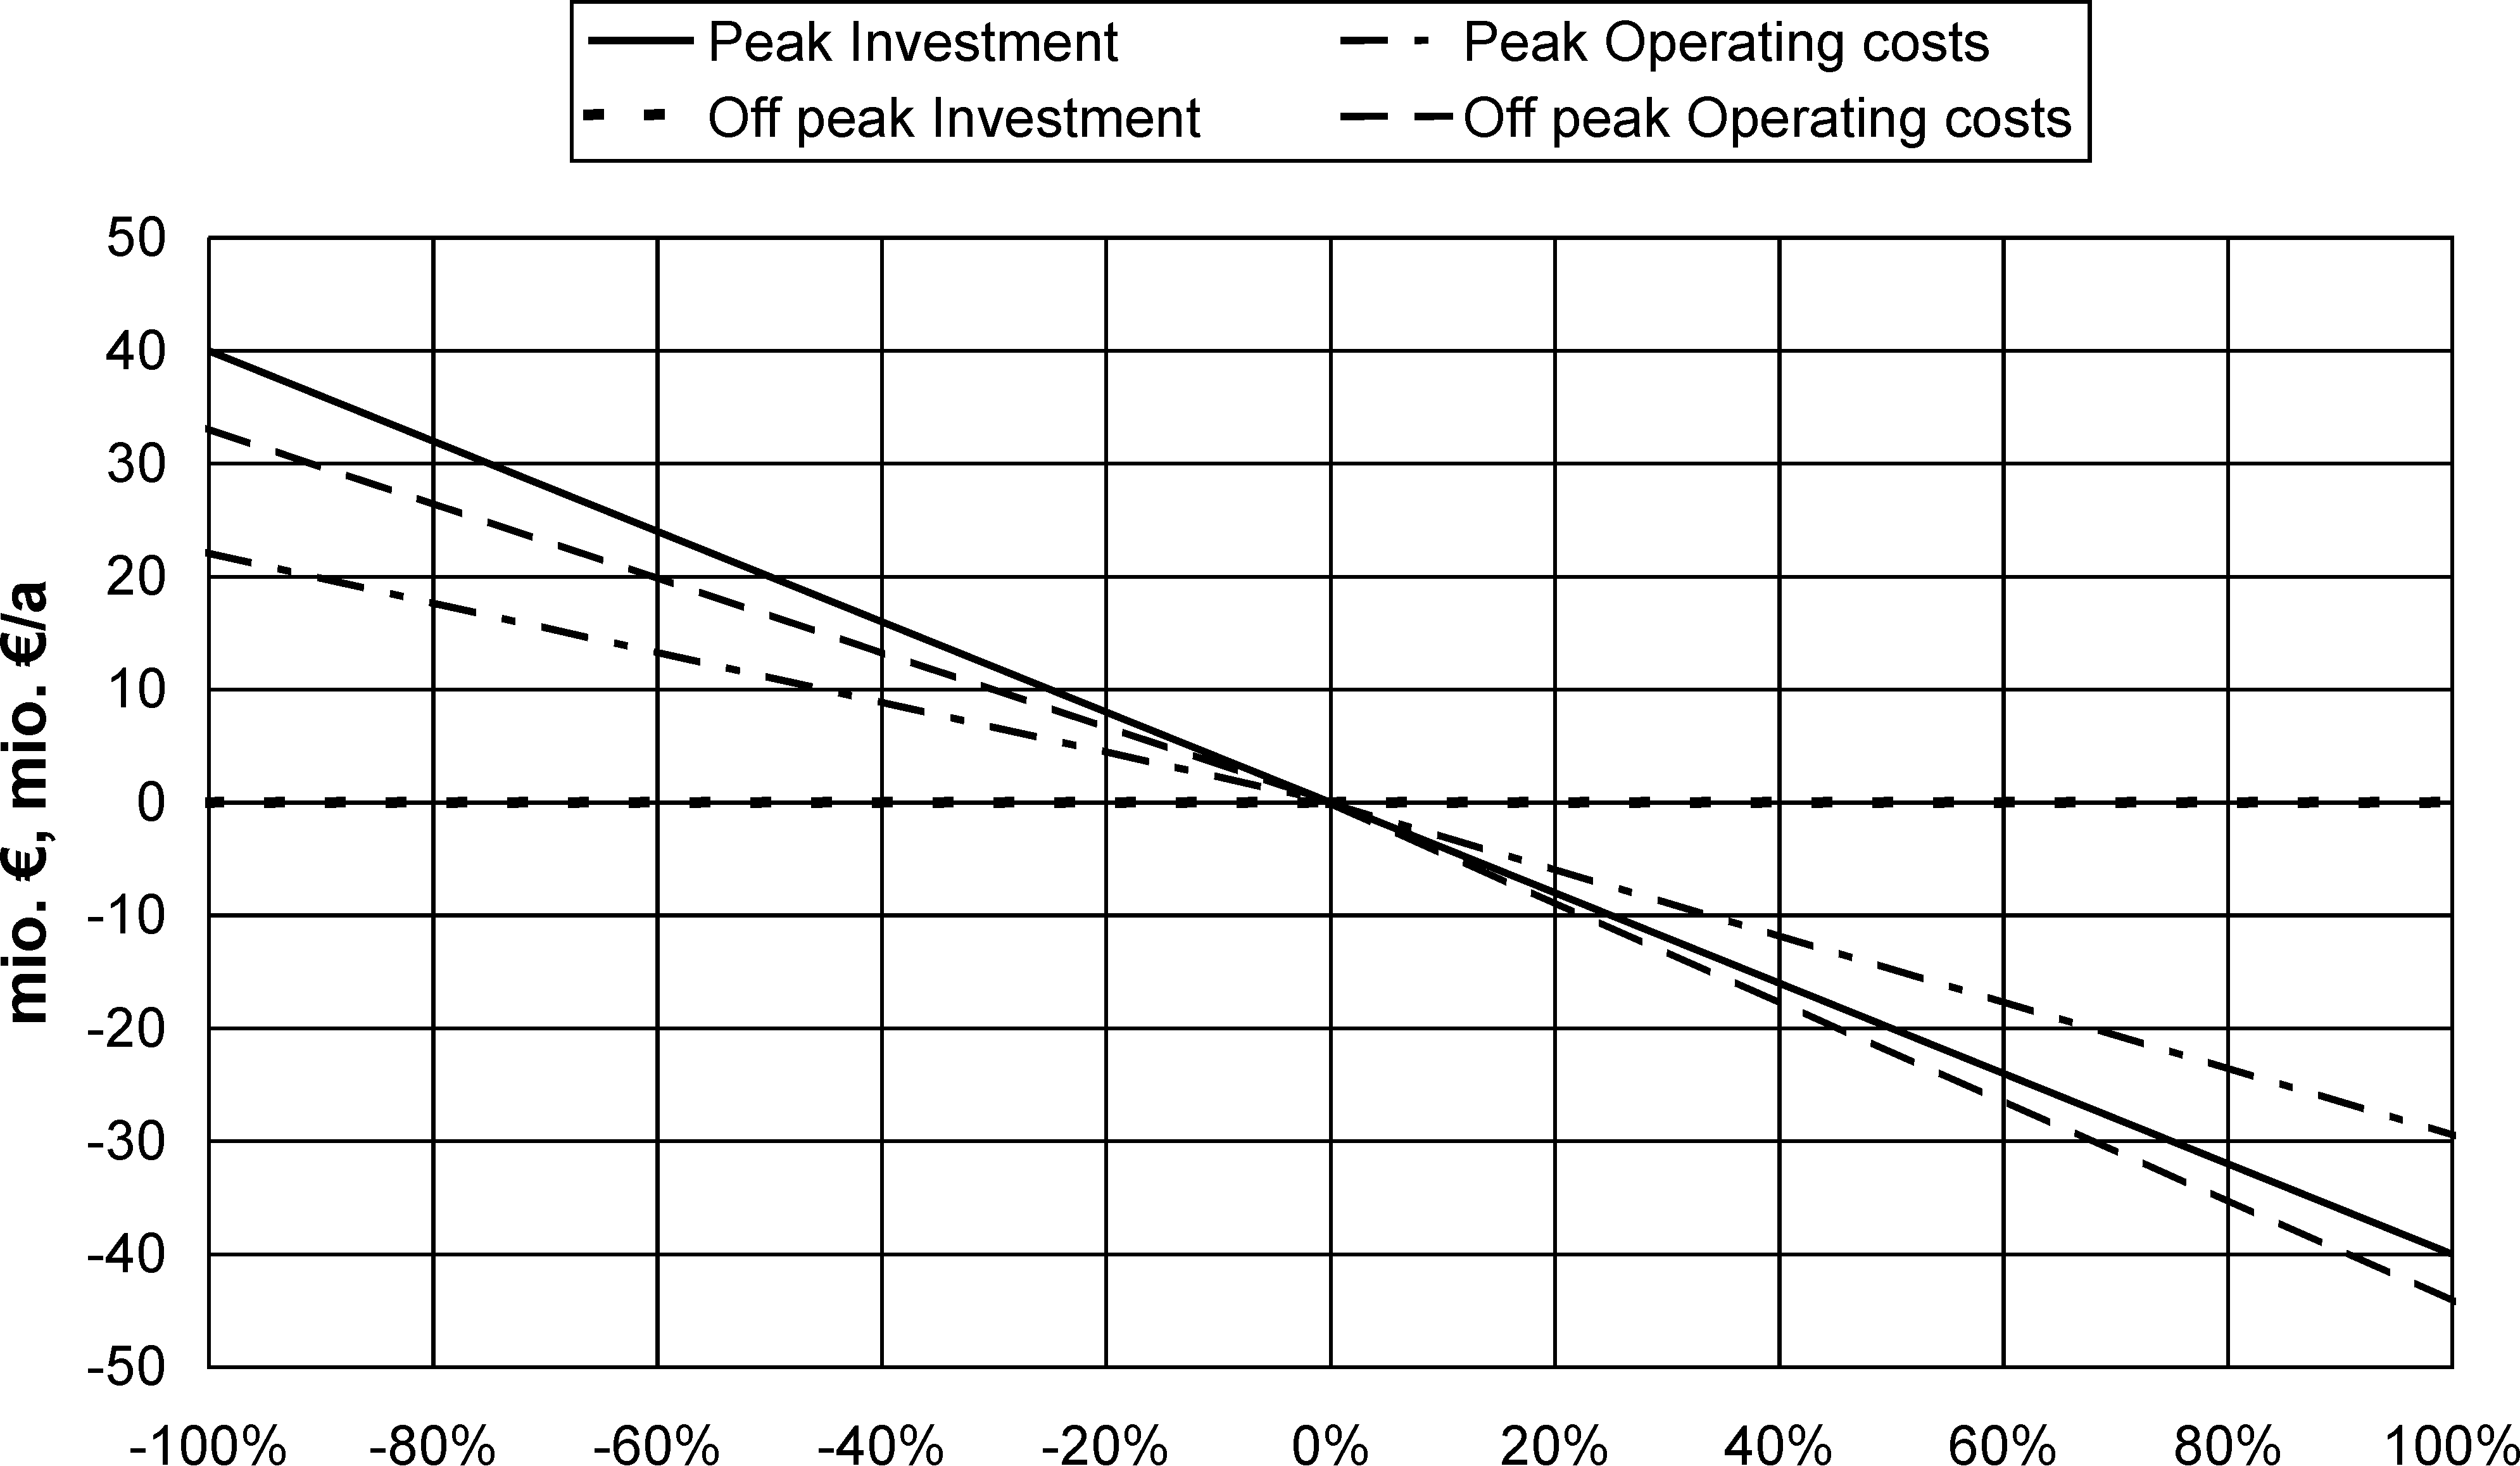 Peak Investment
Peak Operating costs
Off peak Investment
Off peak Operating costs
50
40
30
20
10
0
-10
-20
-30
-40
-50
mio. €, mio. €/a
-100% -80% -60% -40% -20% 0% 20% 40% 60% 80% 100%